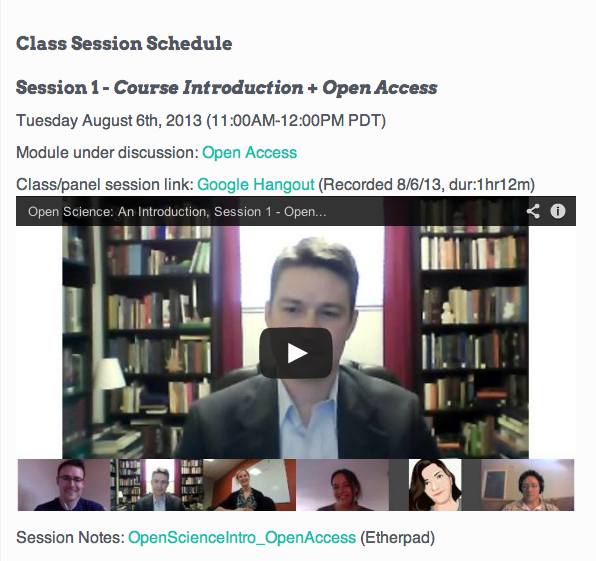 Class Session Schedule
Session 1 - Course Introduction + Open Access
Tuesday August 6th, 2013 (11:00AM-12:00PM PDT)
Module under discussion: Open Access
Class/panel session link: Google Hangout (Recorded 8/6/13, dur:1hr12m)
Open Science: An Introduction, Session 1 - Open...
Session Notes: OpenScienceIntro_OpenAccess (Etherpad)